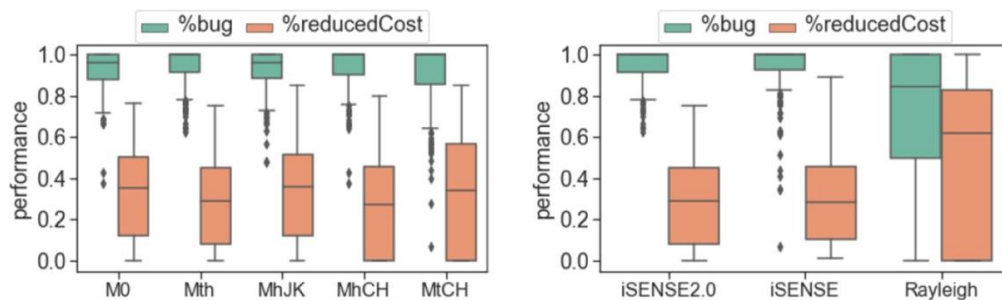 %bug %reducedCost
performance
1.0
0.8
0.6
0.4
0.2
0.0
M0 Mth MhJK MhCH MtCH
%bug %reducedCost
performance
1.0
0.8
0.6
0.4
0.2
0.0
iSENSE2.0 iSENSE Rayleigh